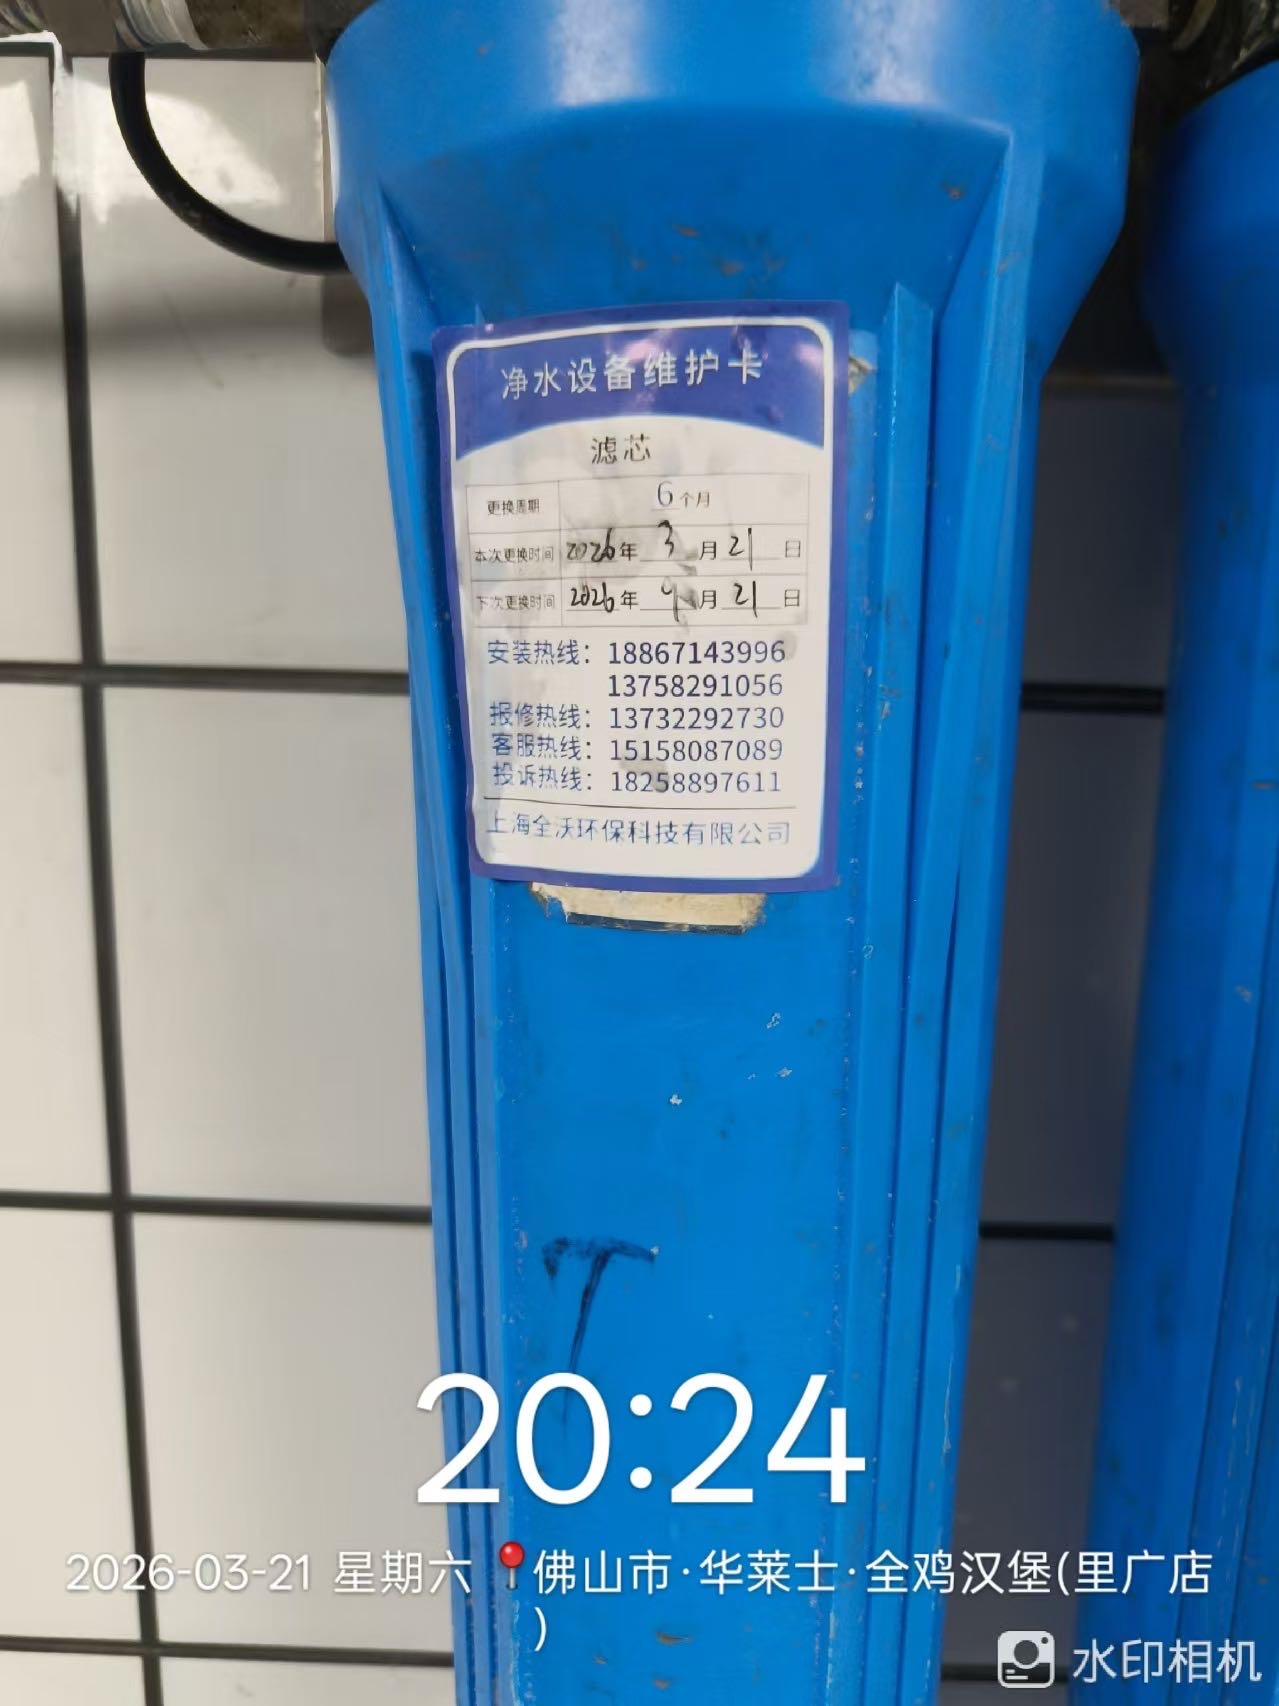 净水设备维护卡
滤芯
更换周期 6个月
本次更换时间 2026年 3月 21日
下次更换时间 2026年 9月 21日
安装热线：18867143996
13758291056
报修热线：13732292730
客服热线：15158087089
投诉热线：18258897611
上海全沃环保科技有限公司
20:24
2026-03-21 星期六 📍佛山市·华莱士·全鸡汉堡(里广店
)
水印相机